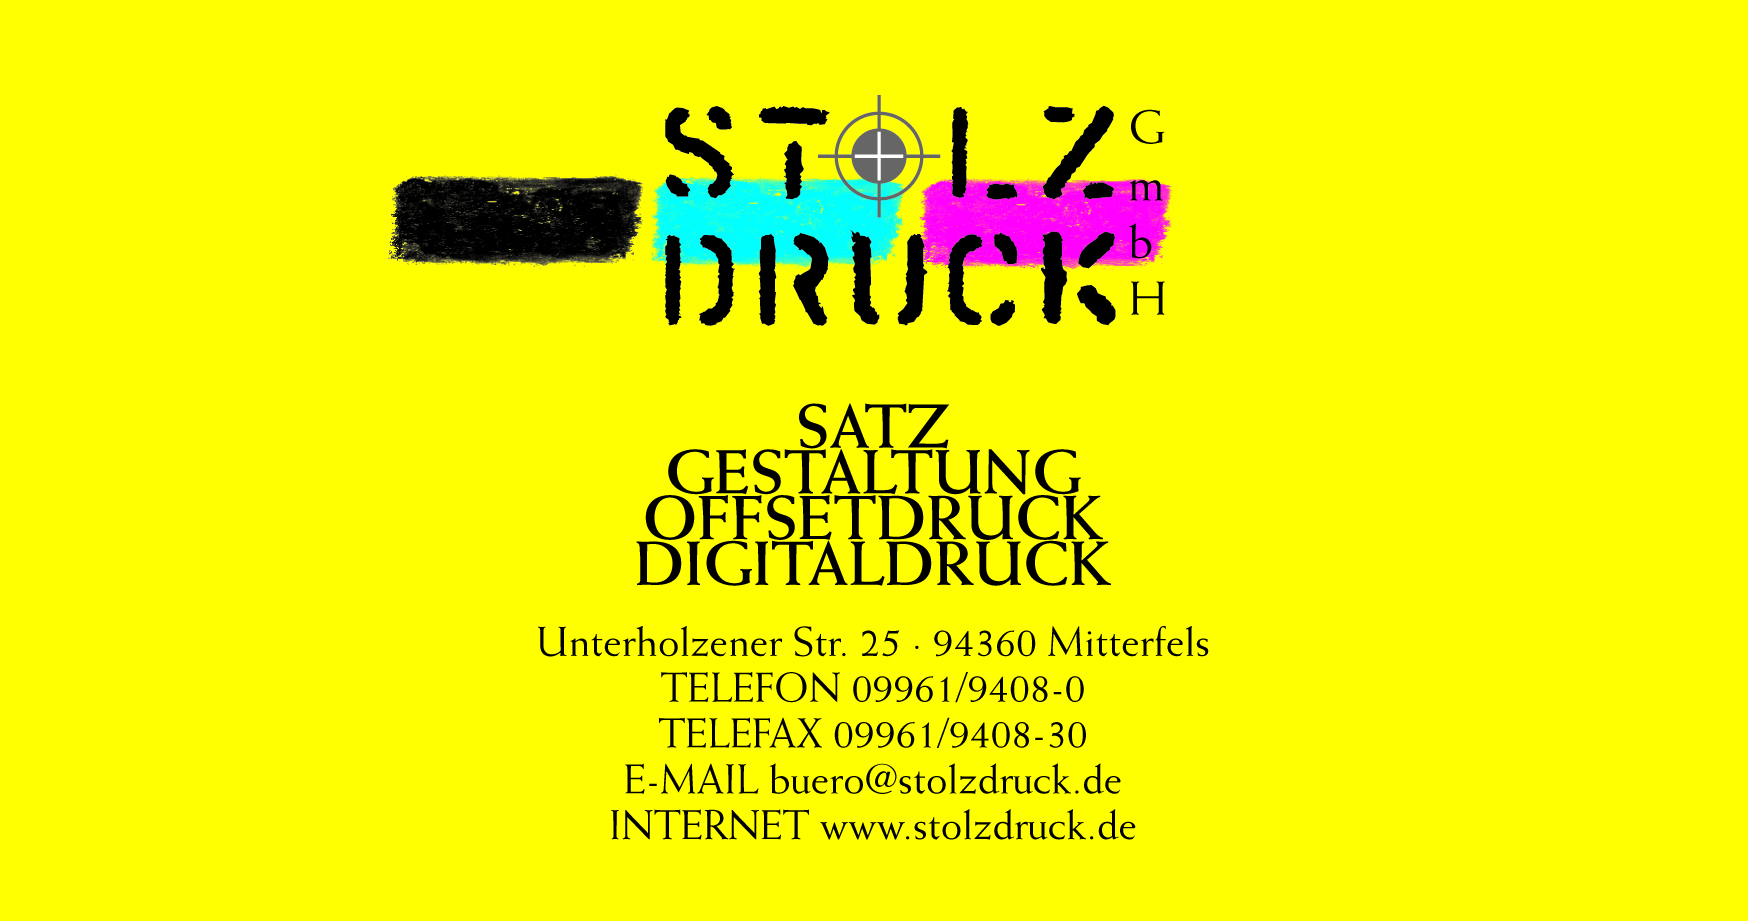 STOLZ
DRUCK
GmbH
SATZ
GESTALTUNG
OFFSETDRUCK
DIGITALDRUCK
Unterholzener Str. 25 · 94360 Mitterfels
TELEFON 09961/9408-0
TELEFAX 09961/9408-30
E-MAIL buero@stolzdruck.de
INTERNET www.stolzdruck.de